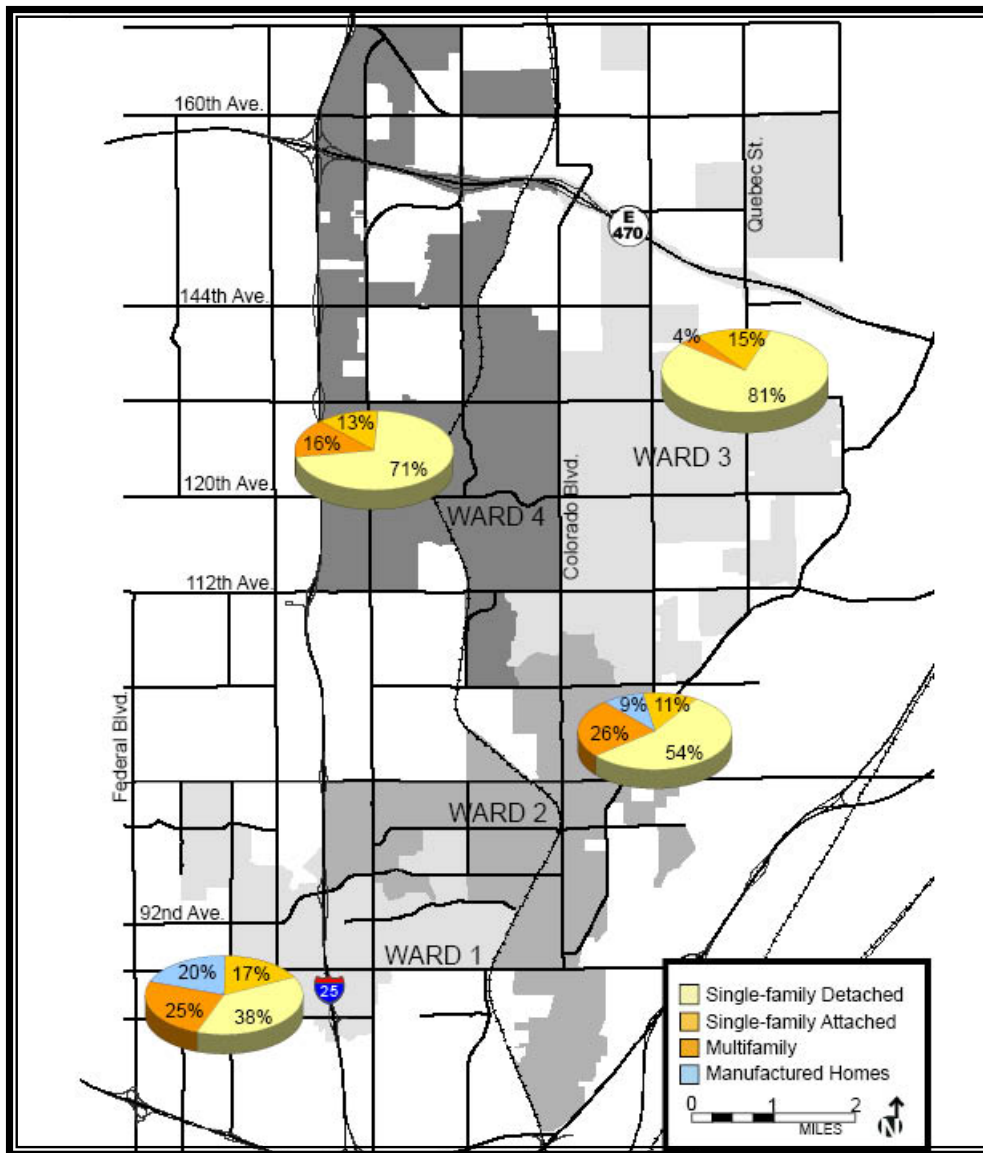 160th Ave.
Quebec St.
E
470
144th Ave.
4%
15%
81%
13%
16%
71%
WARD 3
120th Ave.
WARD 4
Colorado Blvd.
112th Ave.
Federal Blvd.
9%
11%
26%
54%
WARD 2
92nd Ave.
WARD 1
20%
17%
25%
38%
25
Single-family Detached
Single-family Attached
Multifamily
Manufactured Homes
0 1 2
MILES
N